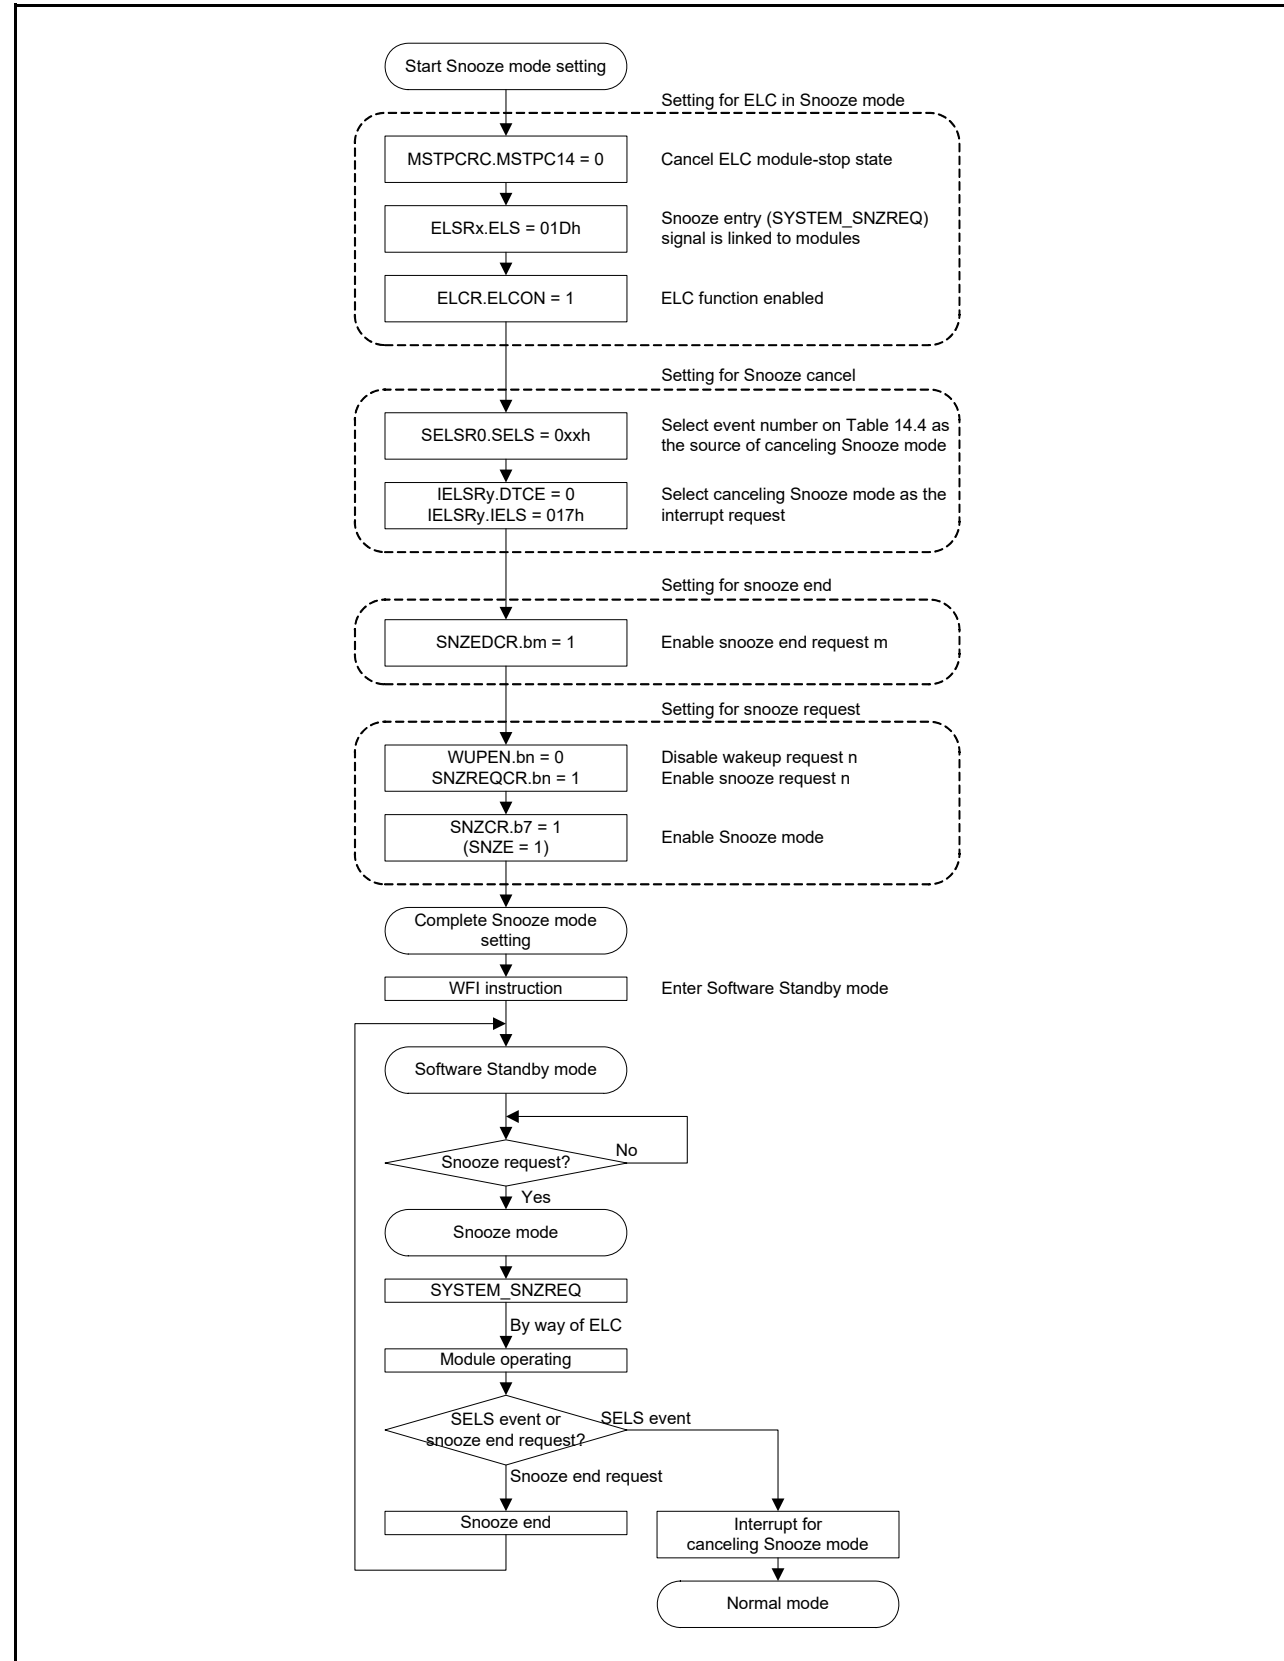 Start Snooze mode setting
Setting for ELC in Snooze mode
MSTPCRC.MSTPC14 = 0
Cancel ELC module-stop state
ELSRx.ELS = 01Dh
Snooze entry (SYSTEM_SNZREQ)
signal is linked to modules
ELCR.ELCON = 1
ELC function enabled
Setting for Snooze cancel
SELSR0.SELS = 0xxh
Select event number on Table 14.4 as
the source of canceling Snooze mode
IELSRy.DTCE = 0
IELSRy.IELS = 017h
Select canceling Snooze mode as the
interrupt request
Setting for snooze end
SNZEDCR.bm = 1
Enable snooze end request m
Setting for snooze request
WUPEN.bn = 0
SNZREQCR.bn = 1
Disable wakeup request n
Enable snooze request n
SNZCR.b7 = 1
(SNZE = 1)
Enable Snooze mode
Complete Snooze mode
setting
WFI instruction
Enter Software Standby mode
Software Standby mode
Snooze request?
No
Yes
Snooze mode
SYSTEM_SNZREQ
By way of ELC
Module operating
SELS event or
snooze end request?
SELS event
Snooze end request
Snooze end
Interrupt for
canceling Snooze mode
Normal mode